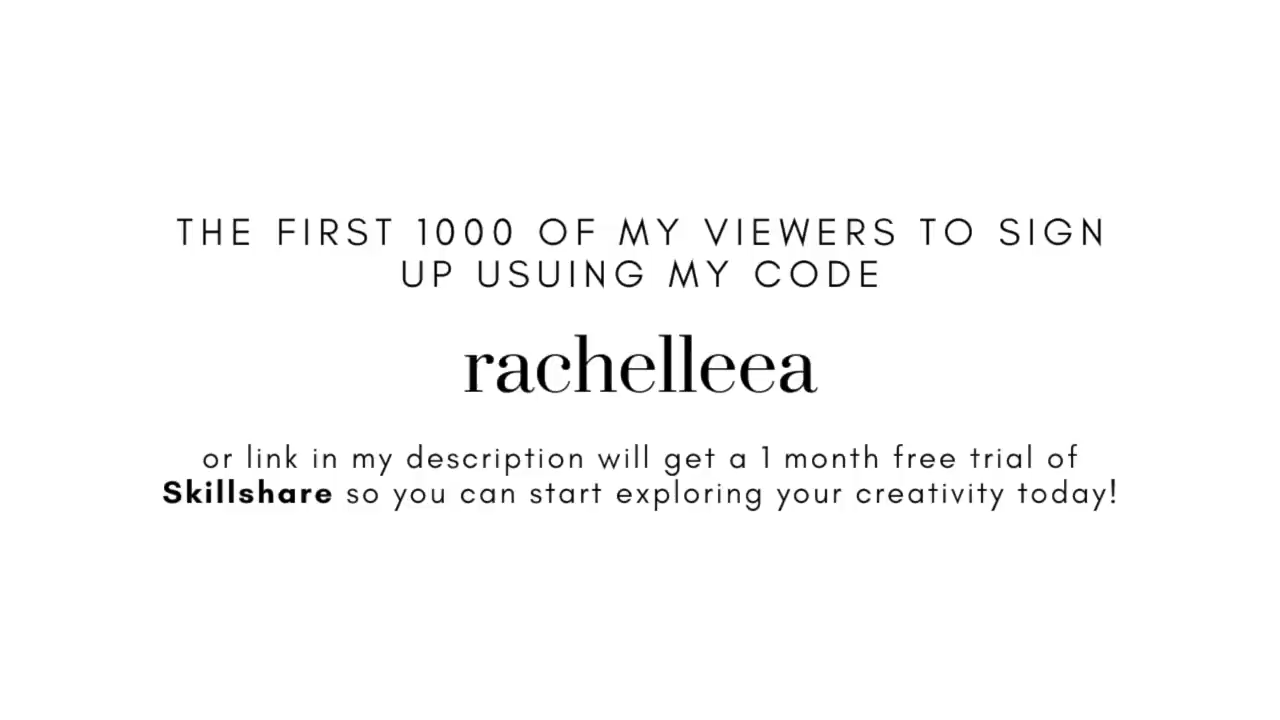 THE FIRST 1000 OF MY VIEWERS TO SIGN
UP USUING MY CODE
rachelleea
or link in my description will get a 1 month free trial of
Skillshare so you can start exploring your creativity today!